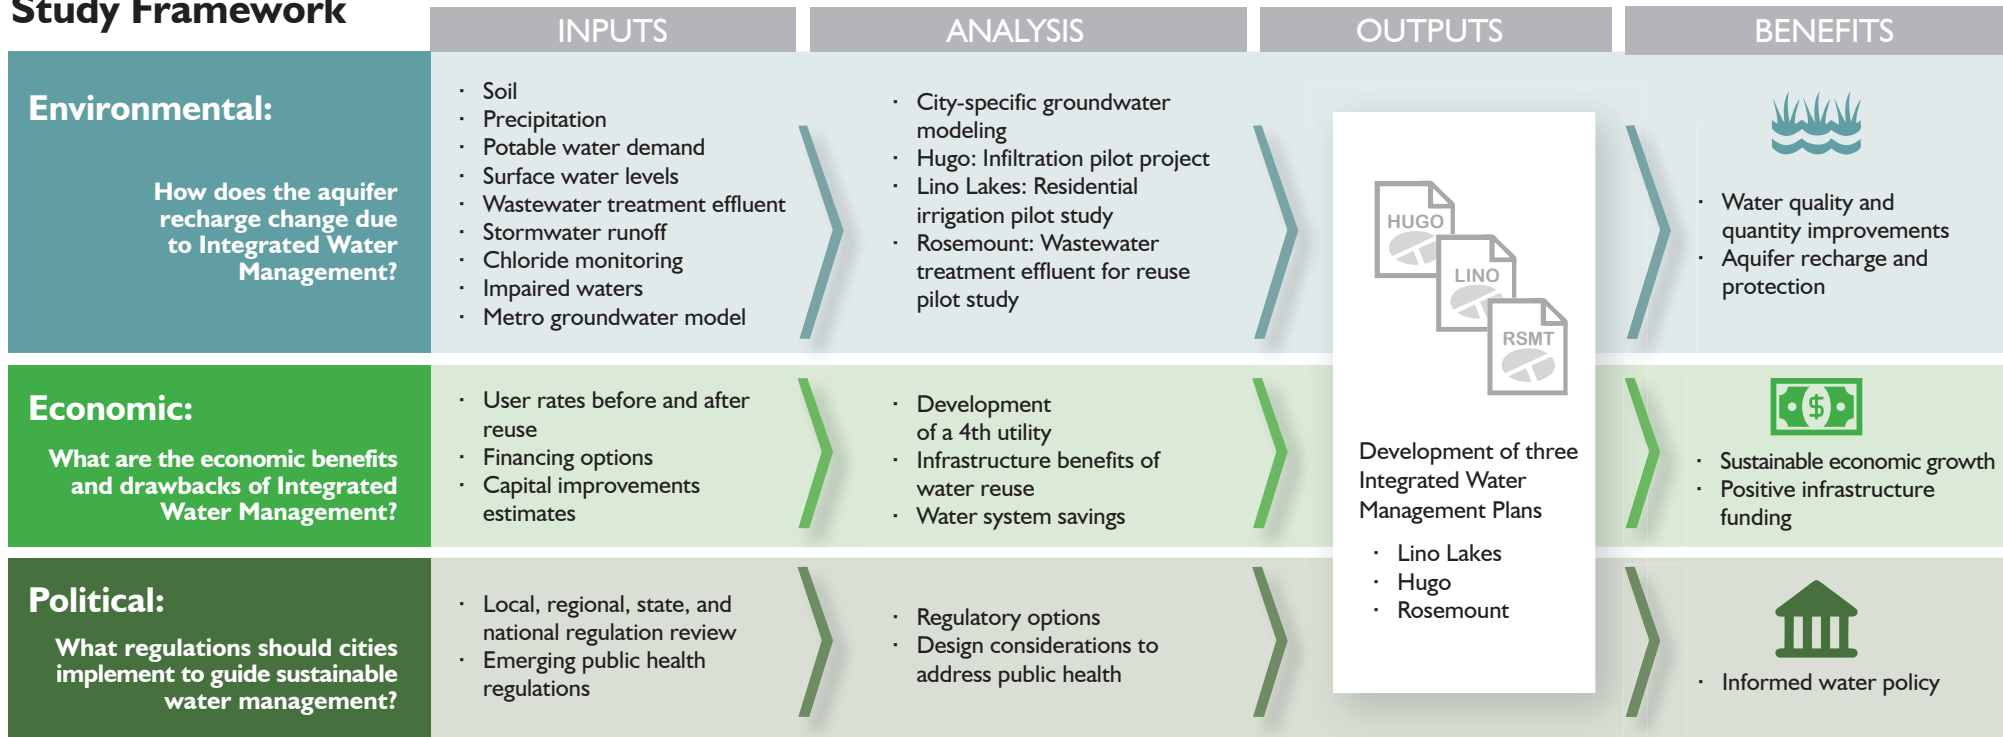 Study Framework
INPUTS
ANALYSIS
OUTPUTS
BENEFITS
Environmental:
How does the aquifer
recharge change due
to Integrated Water
Management?
· Soil
· Precipitation
· Potable water demand
· Surface water levels
· Wastewater treatment effluent
· Stormwater runoff
· Chloride monitoring
· Impaired waters
· Metro groundwater model
· City-specific groundwater
modeling
· Hugo: Infiltration pilot project
· Lino Lakes: Residential
irrigation pilot study
· Rosemount: Wastewater
treatment effluent for reuse
pilot study
· Water quality and
quantity improvements
· Aquifer recharge and
protection
Economic:
What are the economic benefits
and drawbacks of Integrated
Water Management?
· User rates before and after
reuse
· Financing options
· Capital improvements
estimates
· Development
of a 4th utility
· Infrastructure benefits of
water reuse
· Water system savings
$
· Sustainable economic growth
· Positive infrastructure
funding
Political:
What regulations should cities
implement to guide sustainable
water management?
· Local, regional, state, and
national regulation review
· Emerging public health
regulations
· Regulatory options
· Design considerations to
address public health
HUGO
LINO
RSMT
Development of three
Integrated Water
Management Plans
· Lino Lakes
· Hugo
· Rosemount
· Informed water policy